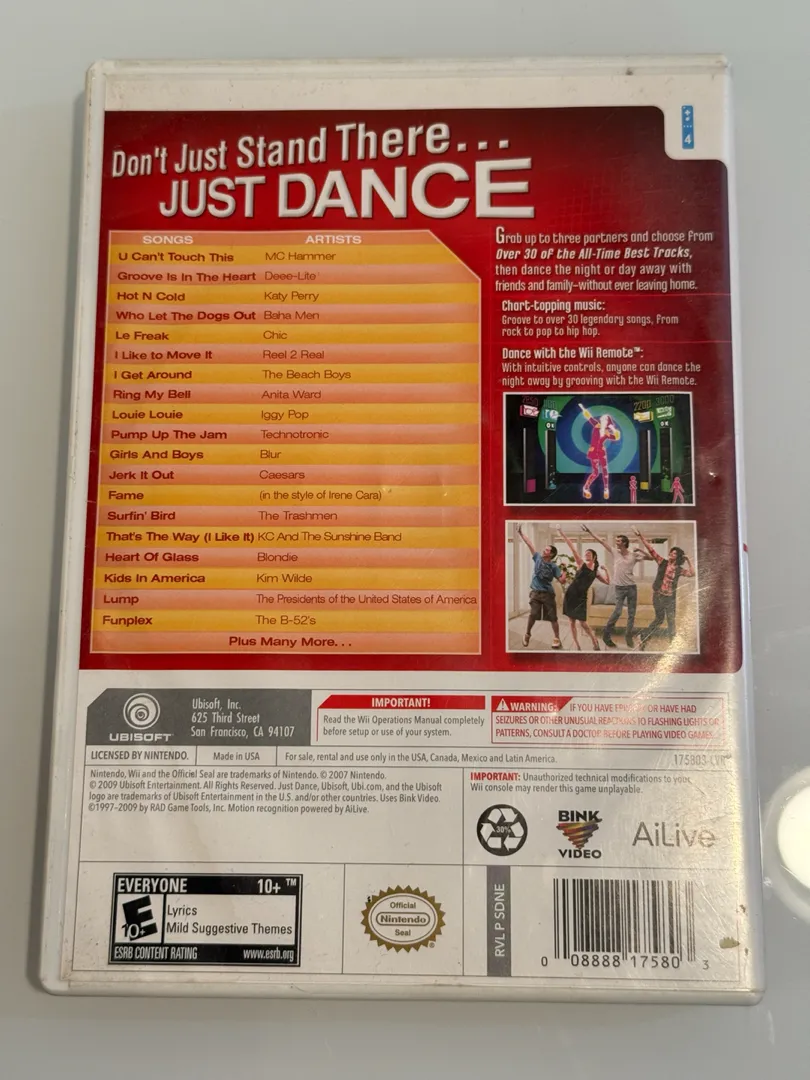 Don't Just Stand There...
JUST DANCE
4
SONGS ARTISTS
U Can't Touch This MC Hammer
Groove Is In The Heart Deee-Lite
Hot N Cold Katy Perry
Who Let The Dogs Out Baha Men
Le Freak Chic
I Like to Move It Reel 2 Real
I Get Around The Beach Boys
Ring My Bell Anita Ward
Louie Louie Iggy Pop
Pump Up The Jam Technotronic
Girls And Boys Blur
Jerk It Out Caesars
Fame (in the style of Irene Cara)
Surfin' Bird The Trashmen
That's The Way (I Like It) KC And The Sunshine Band
Heart Of Glass Blondie
Kids In America Kim Wilde
Lump The Presidents of the United States of America
Funplex The B-52's
Plus Many More...
Grab up to three partners and choose from
Over 30 of the All-Time Best Tracks,
then dance the night or day away with
friends and family–without ever leaving home.
Chart-topping music:
Groove to over 30 legendary songs, From
rock to pop to hip hop.
Dance with the Wii Remote™:
With intuitive controls, anyone can dance the
night away by grooving with the Wii Remote.
2200 3000
UBISOFT
Ubisoft, Inc.
625 Third Street
San Francisco, CA 94107
IMPORTANT!
Read the Wii Operations Manual completely
before setup or use of your system.
WARNING: IF YOU HAVE EPILEPSY OR HAVE HAD
SEIZURES OR OTHER UNUSUAL REACTIONS TO FLASHING LIGHTS OR
PATTERNS, CONSULT A DOCTOR BEFORE PLAYING VIDEO GAMES.
LICENSED BY NINTENDO. Made in USA For sale, rental and use only in the USA, Canada, Mexico and Latin America.
Nintendo, Wii and the Official Seal are trademarks of Nintendo. © 2007 Nintendo.
© 2009 Ubisoft Entertainment. All Rights Reserved. Just Dance, Ubisoft, Ubi.com, and the Ubisoft
logo are trademarks of Ubisoft Entertainment in the U.S. and/or other countries. Uses Bink Video.
©1997–2009 by RAD Game Tools, Inc. Motion recognition powered by AiLive.
IMPORTANT: Unauthorized technical modifications to your
Wii console may render this game unplayable.
30%
BINK
VIDEO
AiLive
EVERYONE 10+ ™
E
10+
Lyrics
Mild Suggestive Themes
ESRB CONTENT RATING www.esrb.org
Official
Nintendo
Seal
RVL P SDNE
0 08888 17580 3